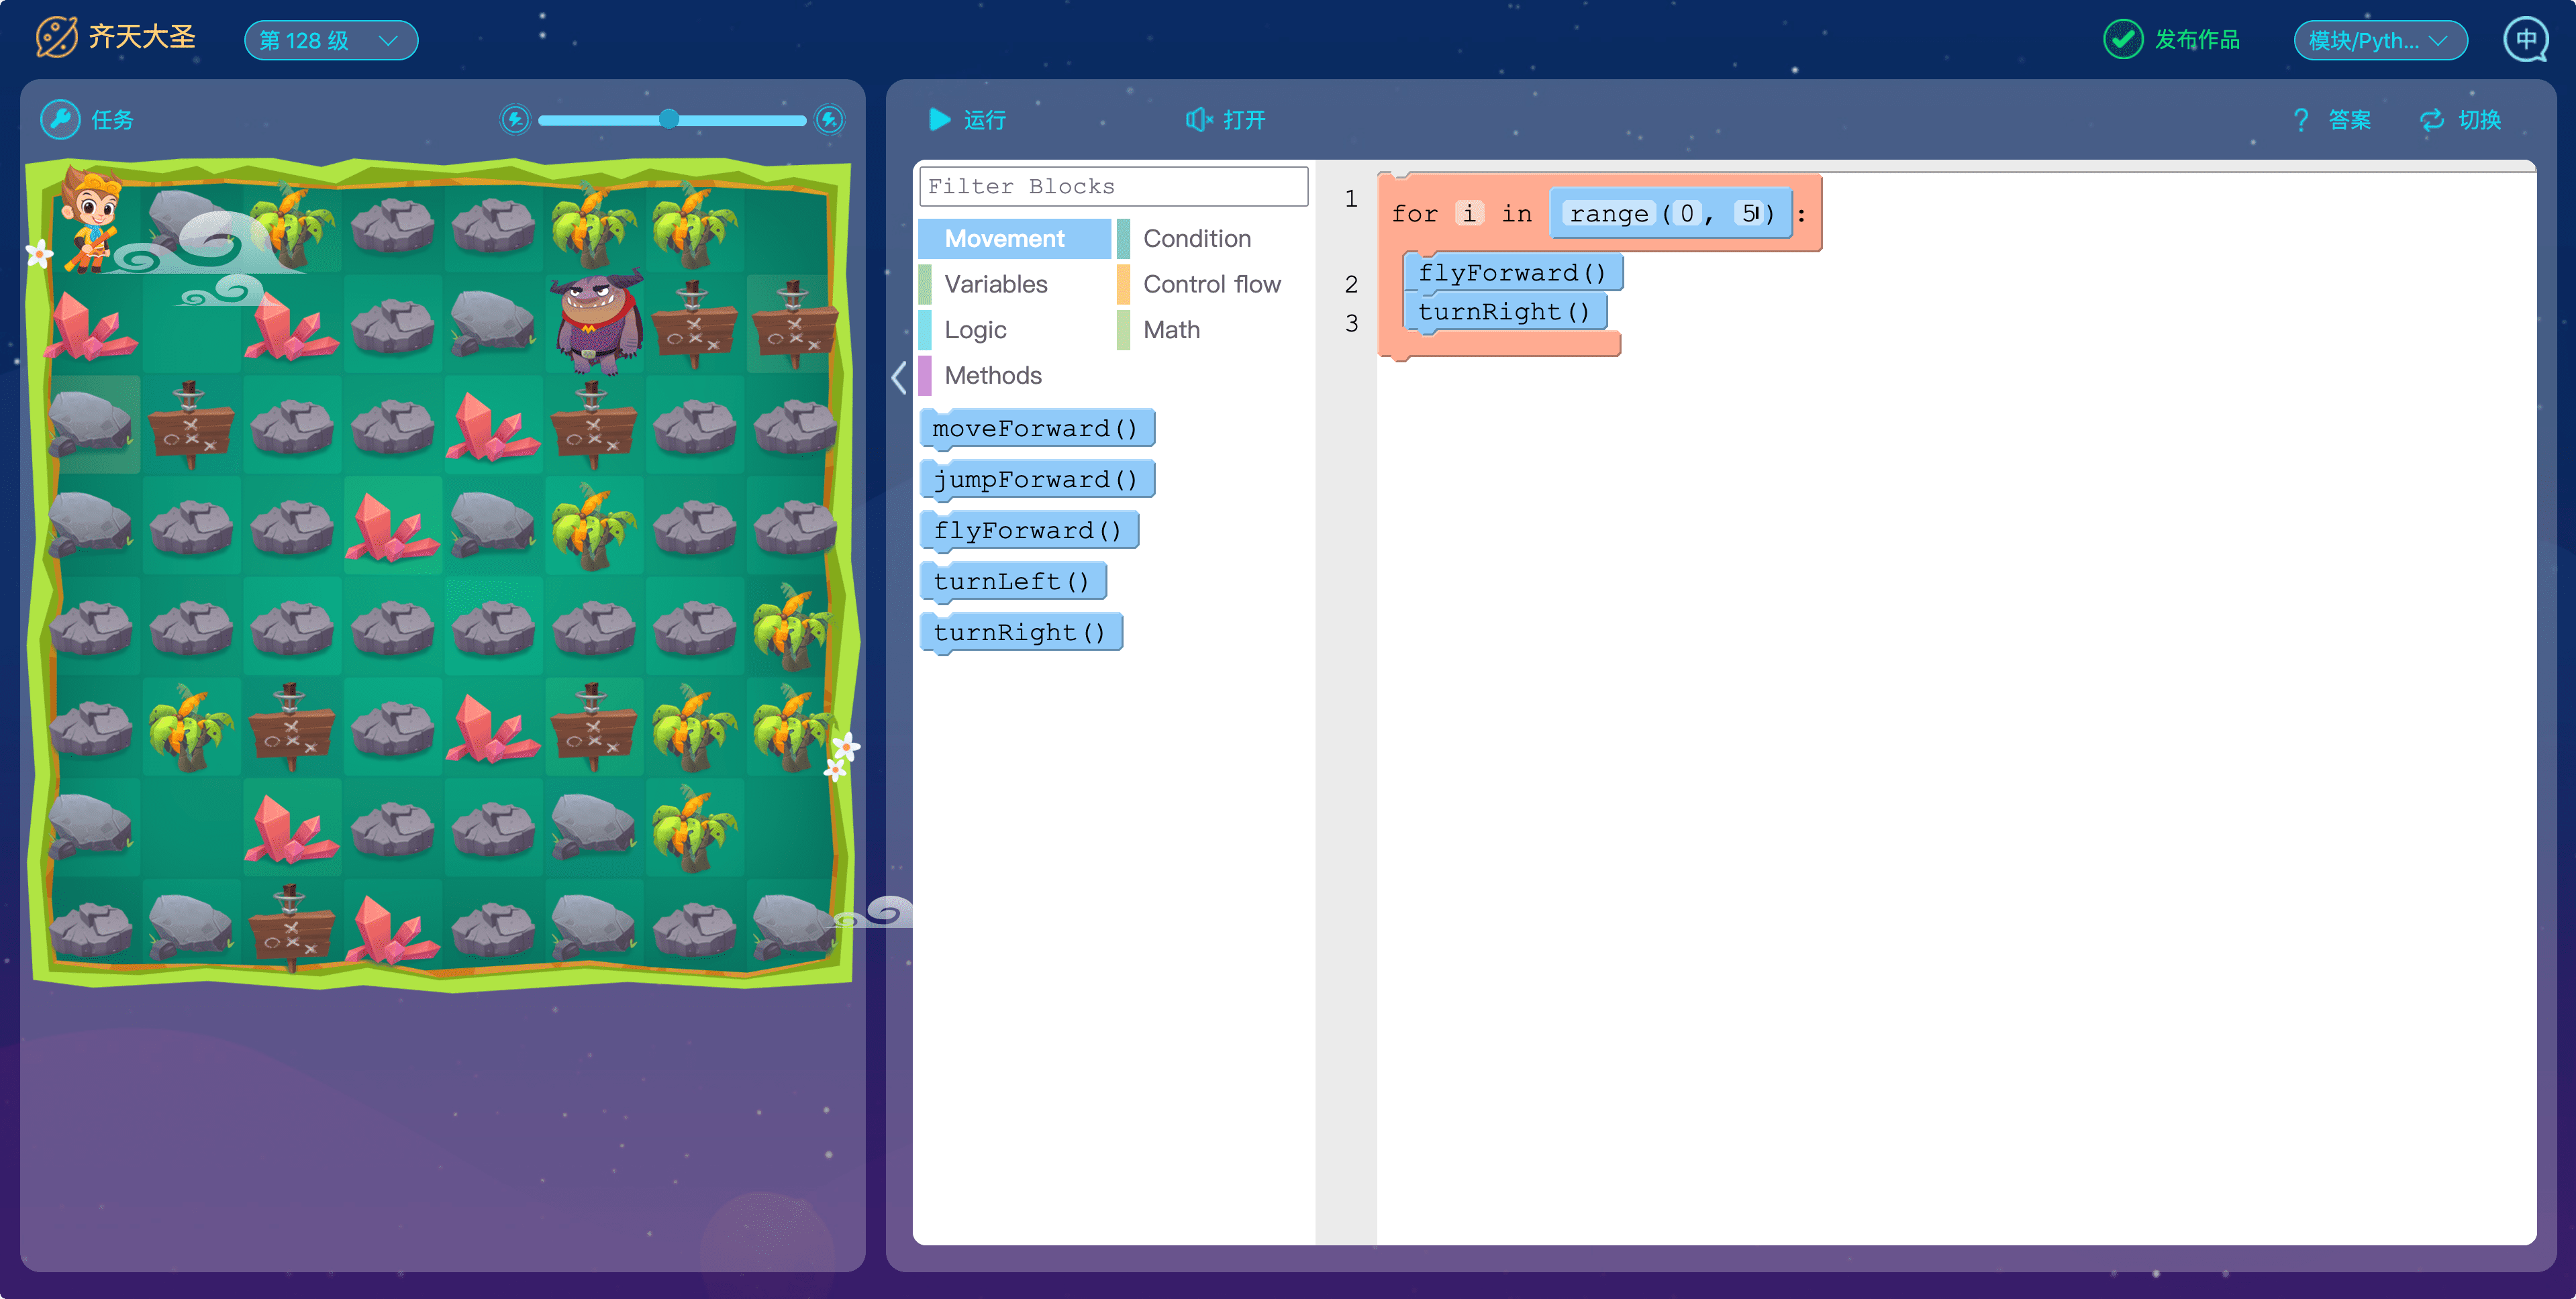 齐天大圣
第 128 级
发布作品
模块/Pyth...
中
任务
运行
打开
? 答案
切换
Filter Blocks
Movement
Condition
Variables
Control flow
Logic
Math
Methods
moveForward()
jumpForward()
flyForward()
turnLeft()
turnRight()
1
for i in range(0, 5):
2
flyForward()
3
turnRight()